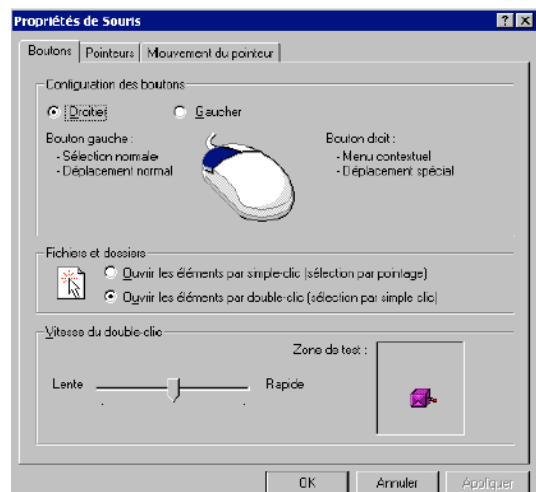 Propriétés de Souris
Boutons Pointeurs Mouvement du pointeur
Configuration des boutons
Droitier Gaucher
Bouton gauche :
- Sélection normale
- Déplacement normal
Bouton droit :
- Menu contextuel
- Déplacement spécial
Fichiers et dossiers
Ouvrir les éléments par simple-clic (sélection par pointage)
Ouvrir les éléments par double-clic (sélection par simple clic)
Vitesse du double-clic
Zone de test :
Lente Rapide
OK Annuler Appliquer